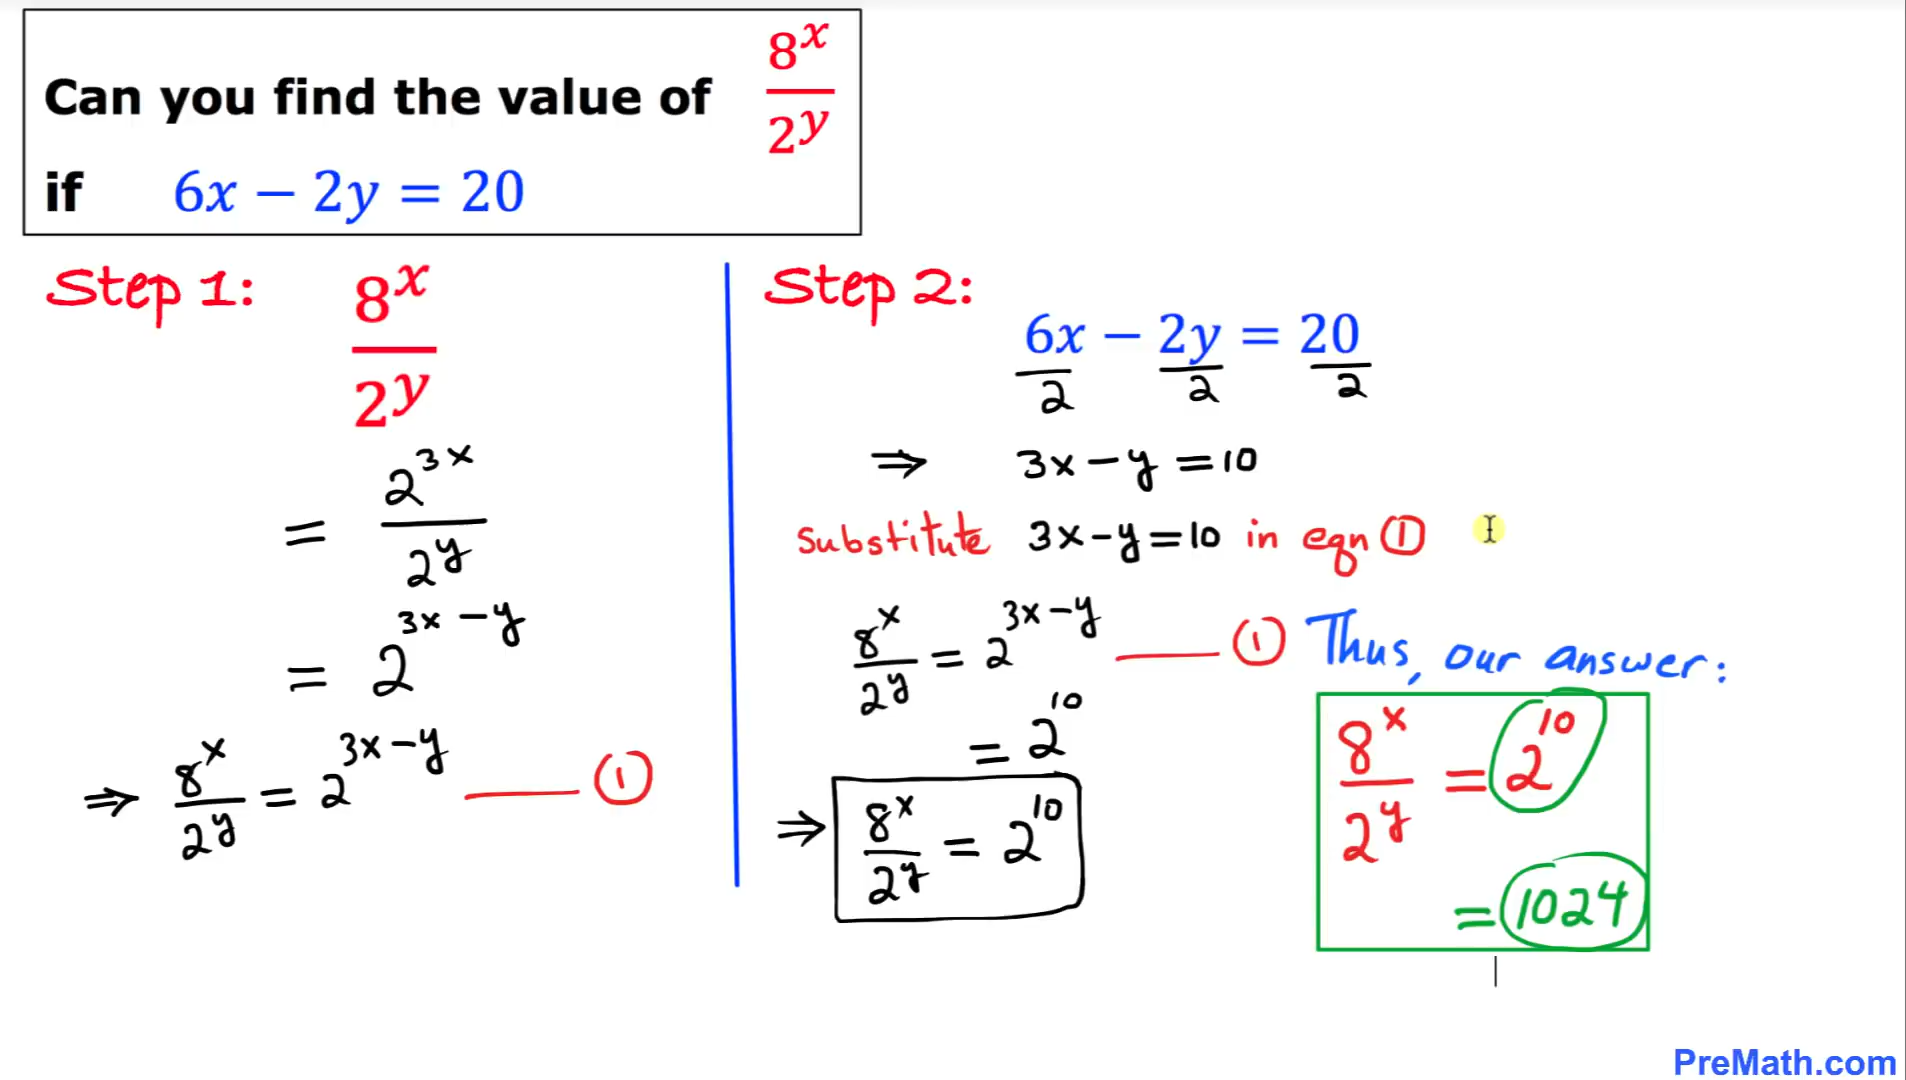 Can you find the value of 8^x/2^y
if 6x − 2y = 20
Step 1: 8^x/2^y
= 2^(3x)/2^y
= 2^(3x−y)
⇒ 8^x/2^y = 2^(3x−y) —— ①
Step 2:
6x/2 − 2y/2 = 20/2
⇒ 3x − y = 10
Substitute 3x−y=10 in eqn ①
8^x/2^y = 2^(3x−y) —— ①
= 2^10
⇒ 8^x/2^y = 2^10
Thus, our answer:
8^x/2^y = 2^10
= 1024
PreMath.com